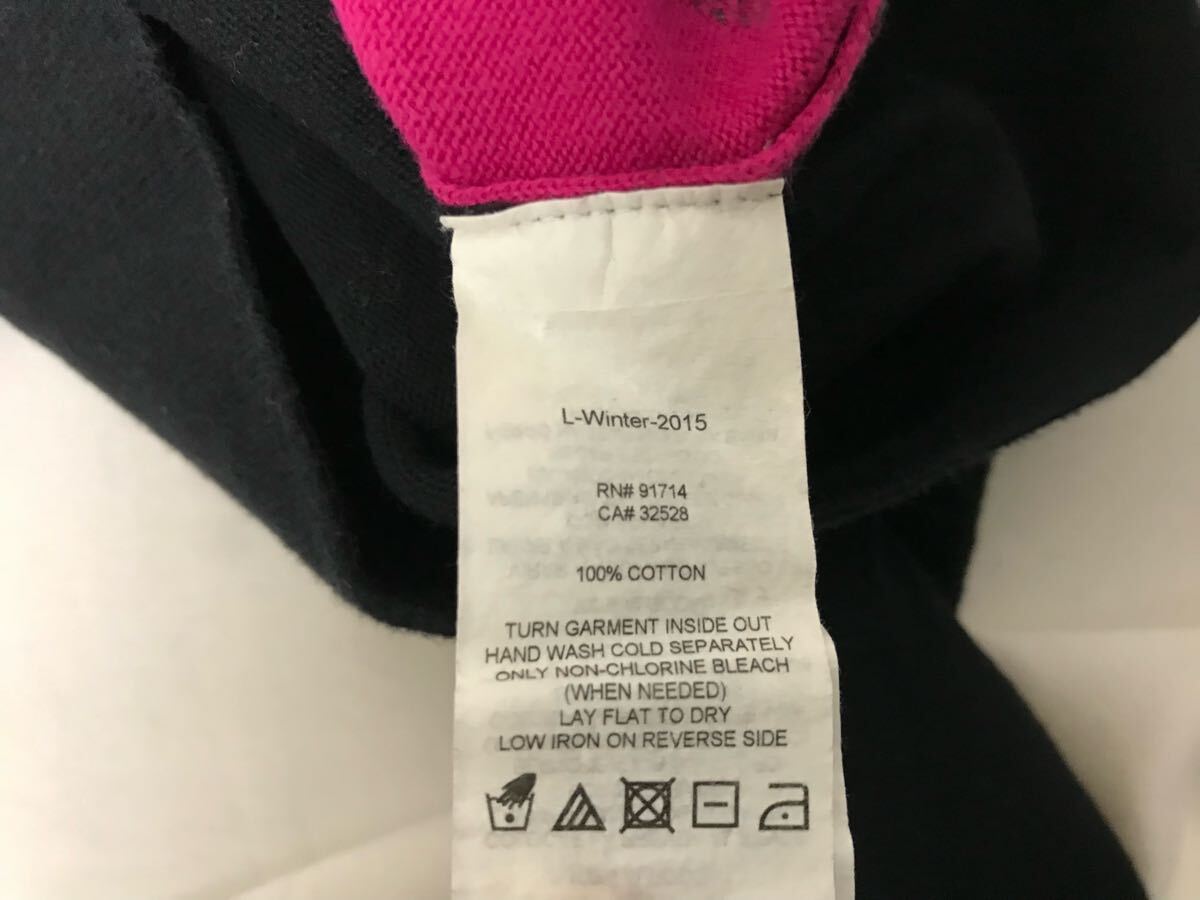 L-Winter-2015
RN# 91714
CA# 32528
100% COTTON
TURN GARMENT INSIDE OUT
HAND WASH COLD SEPARATELY
ONLY NON-CHLORINE BLEACH
(WHEN NEEDED)
LAY FLAT TO DRY
LOW IRON ON REVERSE SIDE